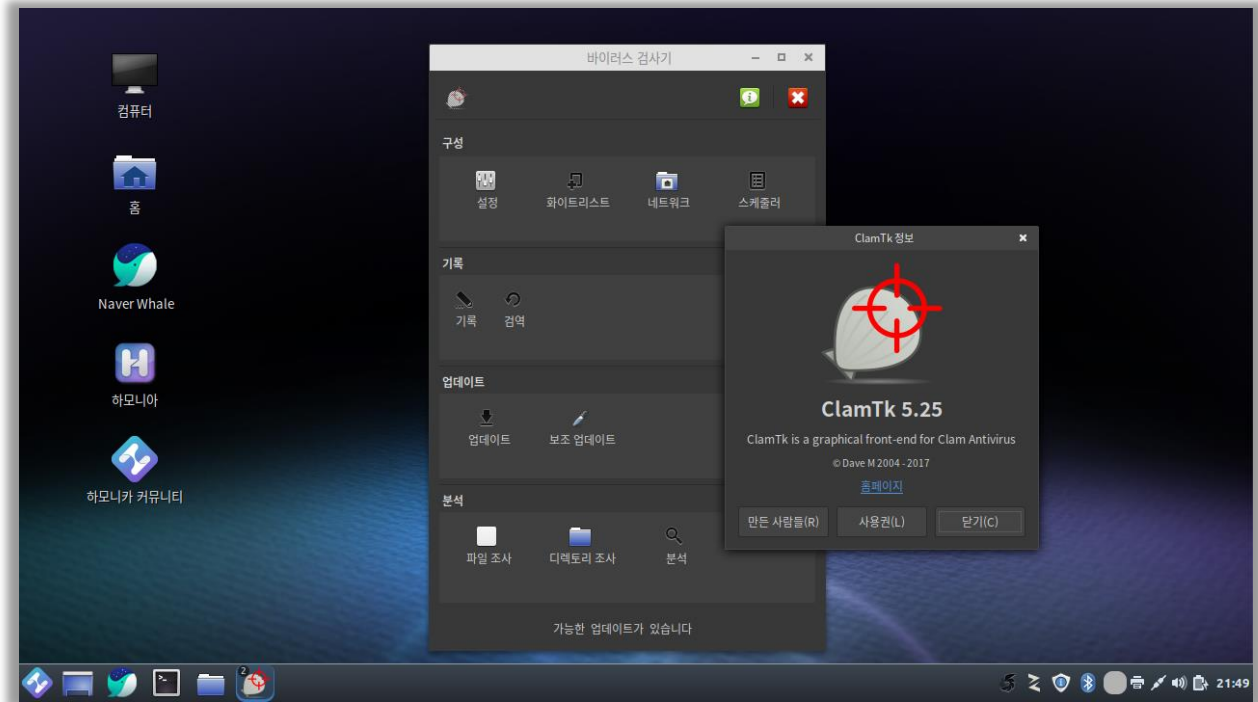 컴퓨터
홈
Naver Whale
하모니아
하모니카 커뮤니티
바이러스 검사기
구성
설정 화이트리스트 네트워크 스케줄러
기록
기록 검역
업데이트
업데이트 보조 업데이트
분석
파일 조사 디렉토리 조사 분석
가능한 업데이트가 있습니다
ClamTk 정보
ClamTk 5.25
ClamTk is a graphical front-end for Clam Antivirus
© Dave M 2004 - 2017
홈페이지
만든 사람들(R) 사용권(L) 닫기(C)
2
21:49